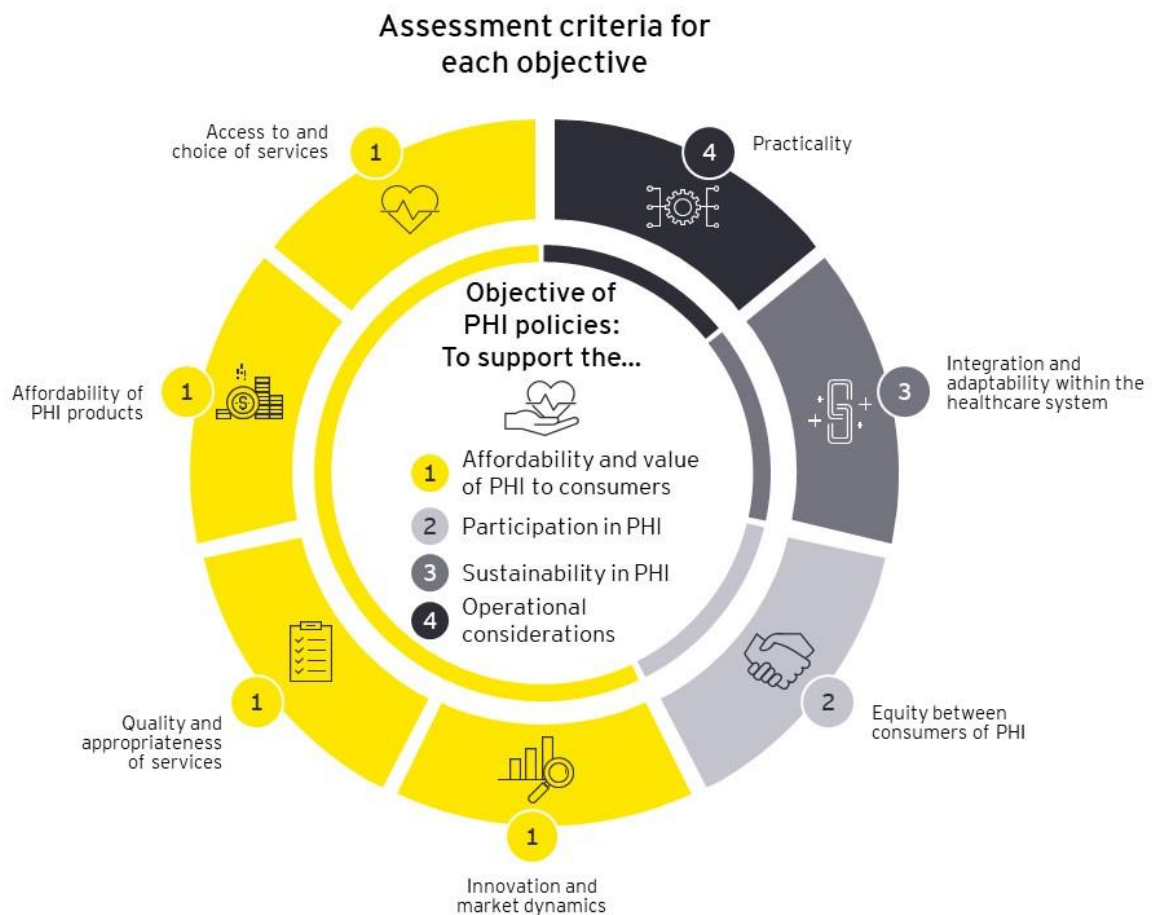 Assessment criteria for
each objective
Access to and
choice of services
1
4
Practicality
Affordability of
PHI products
1
3
Integration and
adaptability within the
healthcare system
Objective of
PHI policies:
To support the...
1
Affordability and value
of PHI to consumers
2
Participation in PHI
3
Sustainability in PHI
4
Operational
considerations
Quality and
appropriateness
of services
1
2
Equity between
consumers of PHI
1
Innovation and
market dynamics